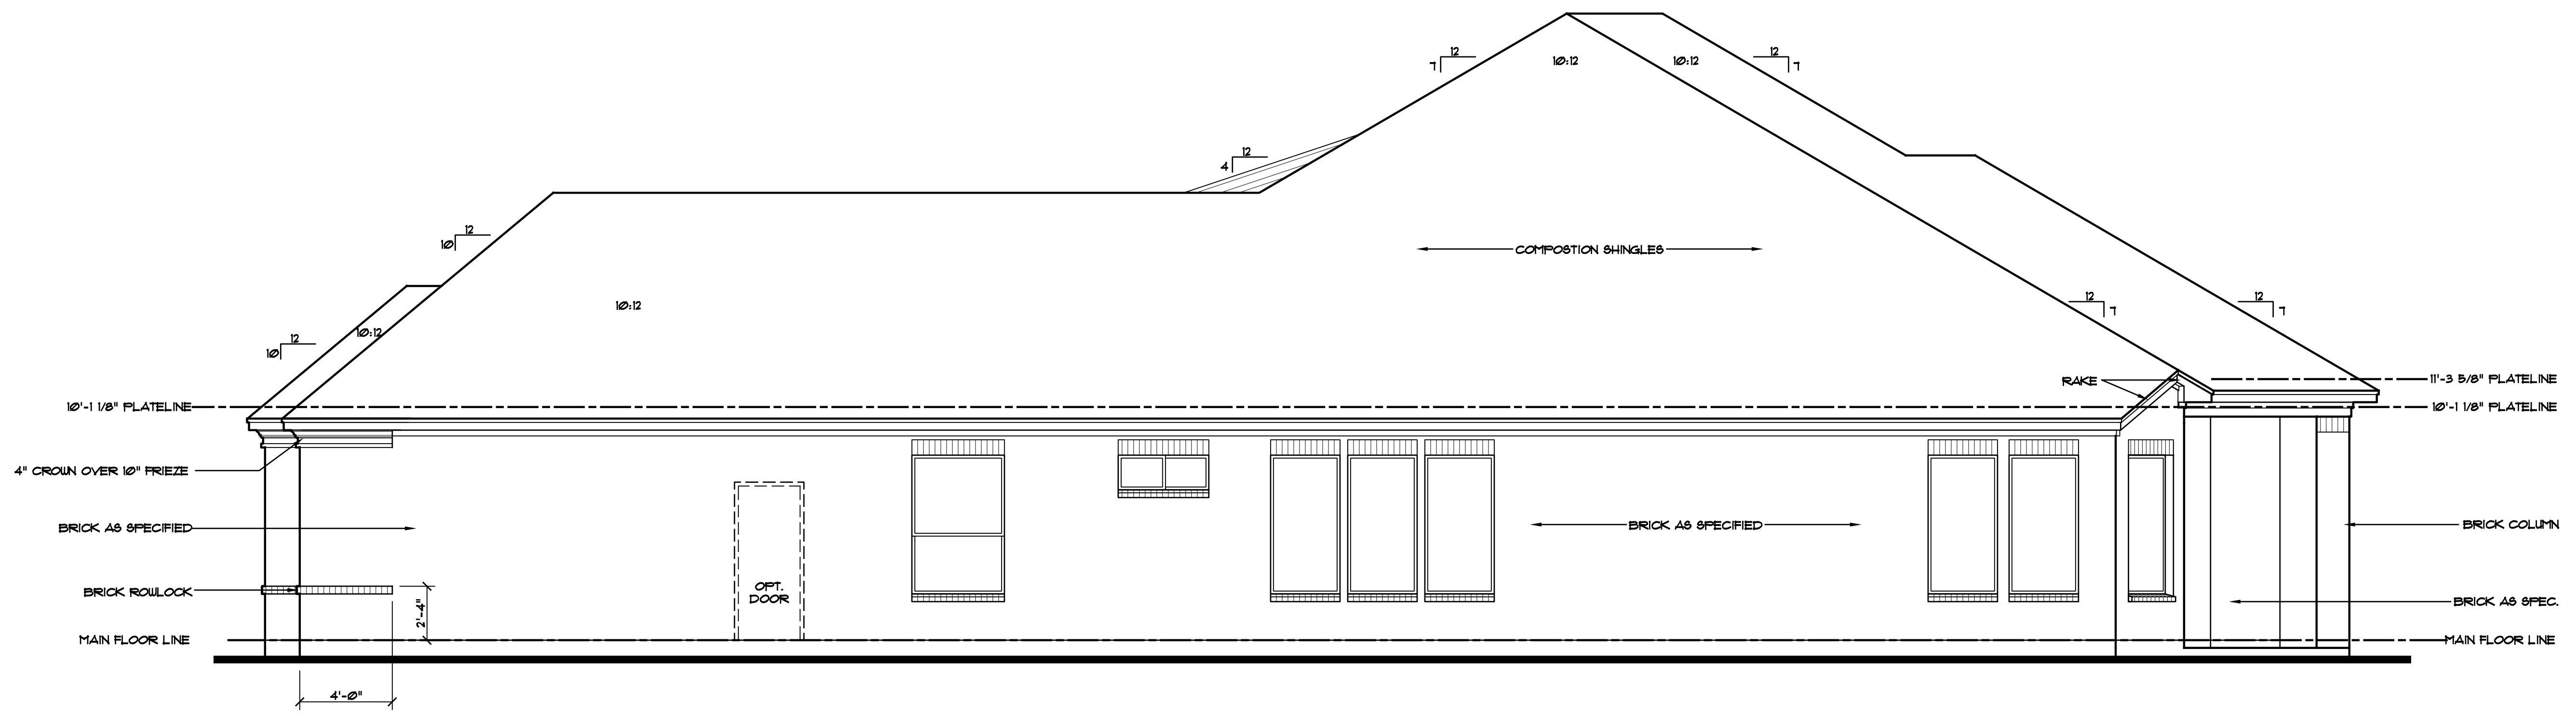 12
7
10:12
10:12
12
7
12
4
12
10
COMPOSTION SHINGLES
10:12
12
7
12
7
10:12
12
10
RAKE
11'-3 5/8" PLATELINE
10'-1 1/8" PLATELINE
10'-1 1/8" PLATELINE
4" CROWN OVER 10" FRIEZE
BRICK AS SPECIFIED
BRICK AS SPECIFIED
BRICK COLUMN
BRICK ROWLOCK
OPT.
DOOR
2'-4"
BRICK AS SPEC.
MAIN FLOOR LINE
MAIN FLOOR LINE
4'-0"